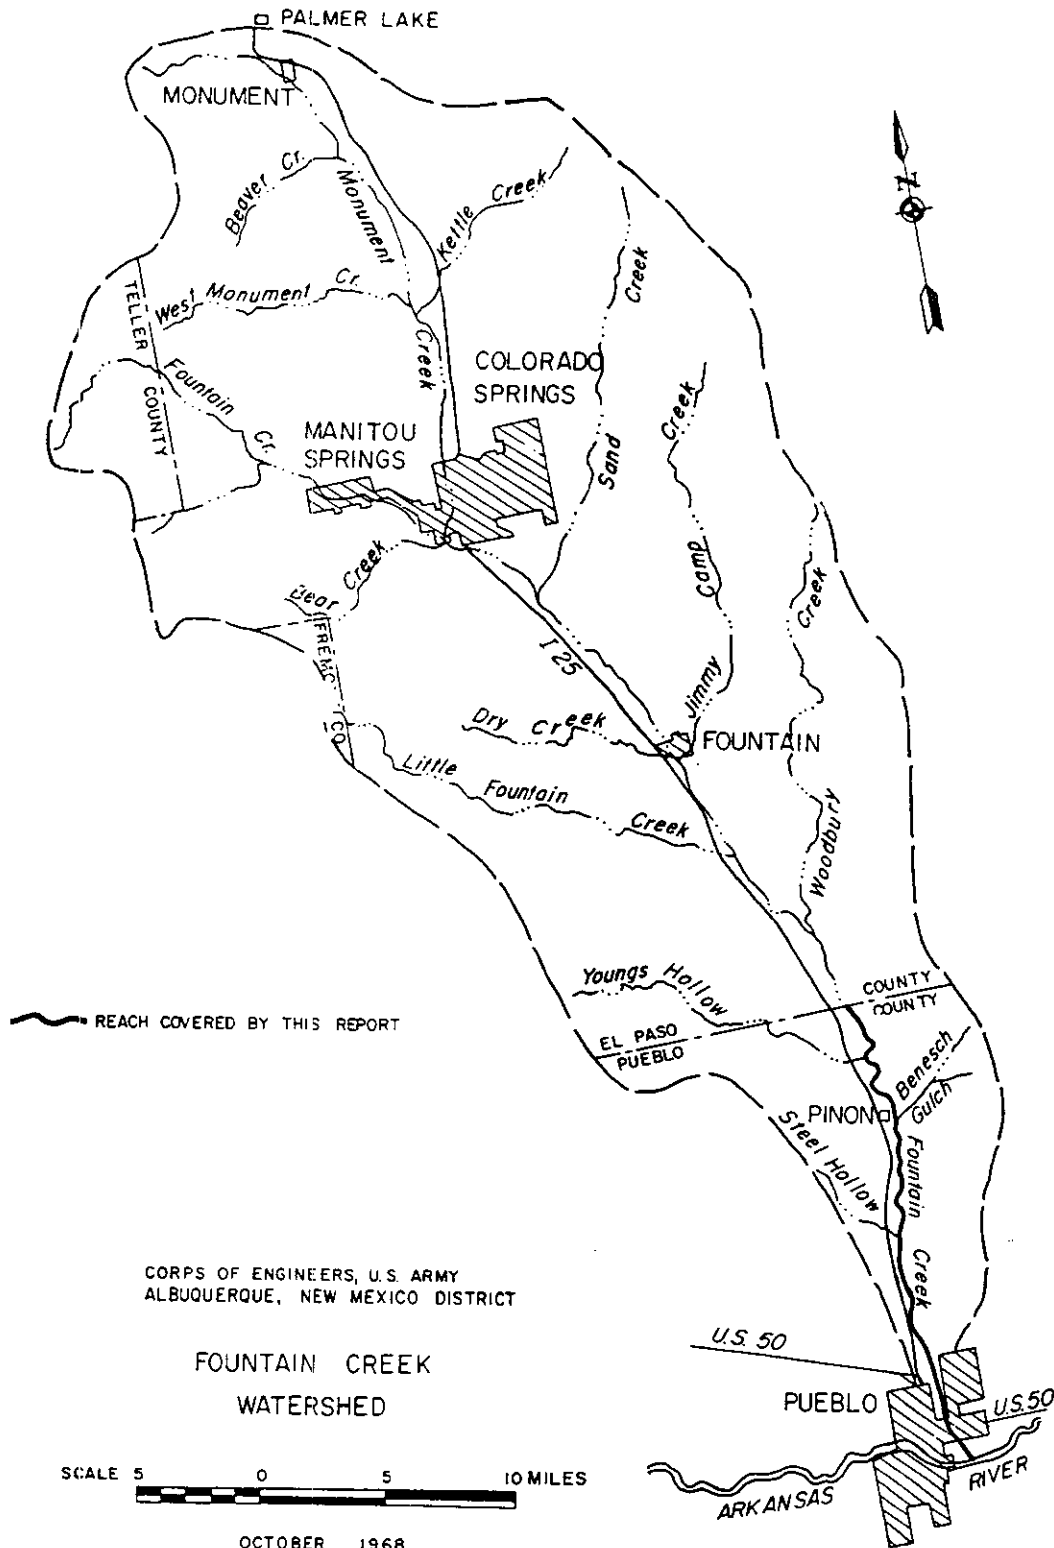 PALMER LAKE
MONUMENT
Beaver Cr.
Monument
Creek
Kettle Creek
West Monument Cr.
TELLER
COUNTY
Fountain
Cr.
COLORADO
SPRINGS
MANITOU
SPRINGS
Sand
Creek
Jimmy
Camp
Creek
Bear
Creek
FREMO
T CO.
I 25
Dry Creek
FOUNTAIN
Little
Fountain
Creek
Woodbury
Creek
Youngs Hollow
COUNTY
COUNTY
EL PASO
PUEBLO
REACH COVERED BY THIS REPORT
Benesch
Gulch
PINON
Steel Hollow
Fountain
Creek
N
CORPS OF ENGINEERS, U.S. ARMY
ALBUQUERQUE, NEW MEXICO DISTRICT
FOUNTAIN CREEK
WATERSHED
U.S. 50
PUEBLO
U.S. 50
ARKANSAS
RIVER
SCALE 5 0 5 10 MILES
OCTOBER 1968